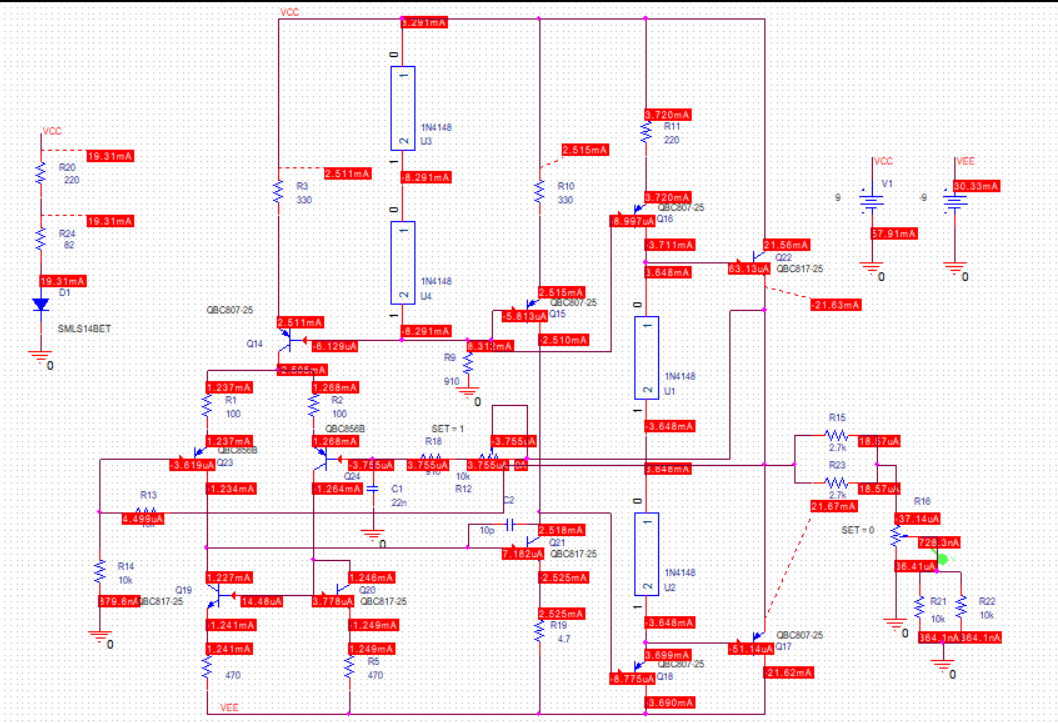 VCC
8.291mA
0
1
1N4148
2
U3
1
-8.291mA
0
1
1N4148
2
U4
1
-8.291mA
VCC
19.31mA
R20
220
19.31mA
R24
82
19.31mA
D1
SMLS14BET
0
2.511mA
R3
330
QBC807-25
2.511mA
Q14
-6.129uA
2.515mA
R10
330
2.515mA
QBC807-25
-5.813uA
Q15
-2.510mA
R9
910
0
3.720mA
R11
220
3.720mA
QBC807-25
-8.997uA
Q16
-3.711mA
3.648mA
21.56mA
Q22
63.13uA
QBC817-25
-21.63mA
VCC
VEE
9
V1
-9
30.33mA
57.91mA
0
0
0
1
1N4148
2
U1
1
-3.648mA
3.648mA
1.237mA
R1
100
1.268mA
R2
100
1.237mA
QBC856B
-3.619uA
Q23
-1.234mA
QBC856B
1.268mA
Q24
-3.755uA
-1.264mA
SET = 1
R18
3.755uA
3.755uA
-3.755uA
10k
R12
C1
22n
0
C2
10p
R13
4.499uA
R14
10k
379.6nA
QBC817-25
0
2.518mA
Q21
7.182uA
QBC817-25
-2.525mA
2.525mA
R19
4.7
Q19
1.227mA
14.48uA
-1.241mA
1.241mA
470
1.246mA
Q20
3.778uA
QBC817-25
-1.249mA
1.249mA
R5
470
VEE
0
1
1N4148
2
U2
1
-3.648mA
3.699mA
QBC807-25
-8.775uA
Q18
-3.690mA
QBC807-25
-51.14uA
Q17
-21.62mA
21.67mA
R15
2.7k
18.57uA
R23
2.7k
18.57uA
R16
-37.14uA
SET = 0
728.3nA
36.41uA
0
R21
10k
R22
10k
364.1nA
364.1nA
0